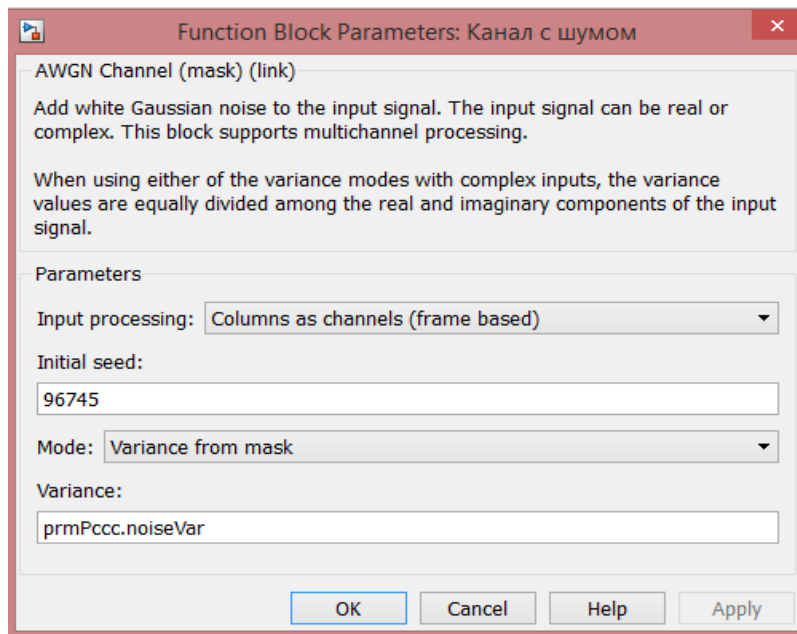 Function Block Parameters: Канал с шумом
AWGN Channel (mask) (link)
Add white Gaussian noise to the input signal. The input signal can be real or
complex. This block supports multichannel processing.
When using either of the variance modes with complex inputs, the variance
values are equally divided among the real and imaginary components of the input
signal.
Parameters
Input processing: Columns as channels (frame based)
Initial seed:
96745
Mode: Variance from mask
Variance:
prmPccc.noiseVar
OK Cancel Help Apply